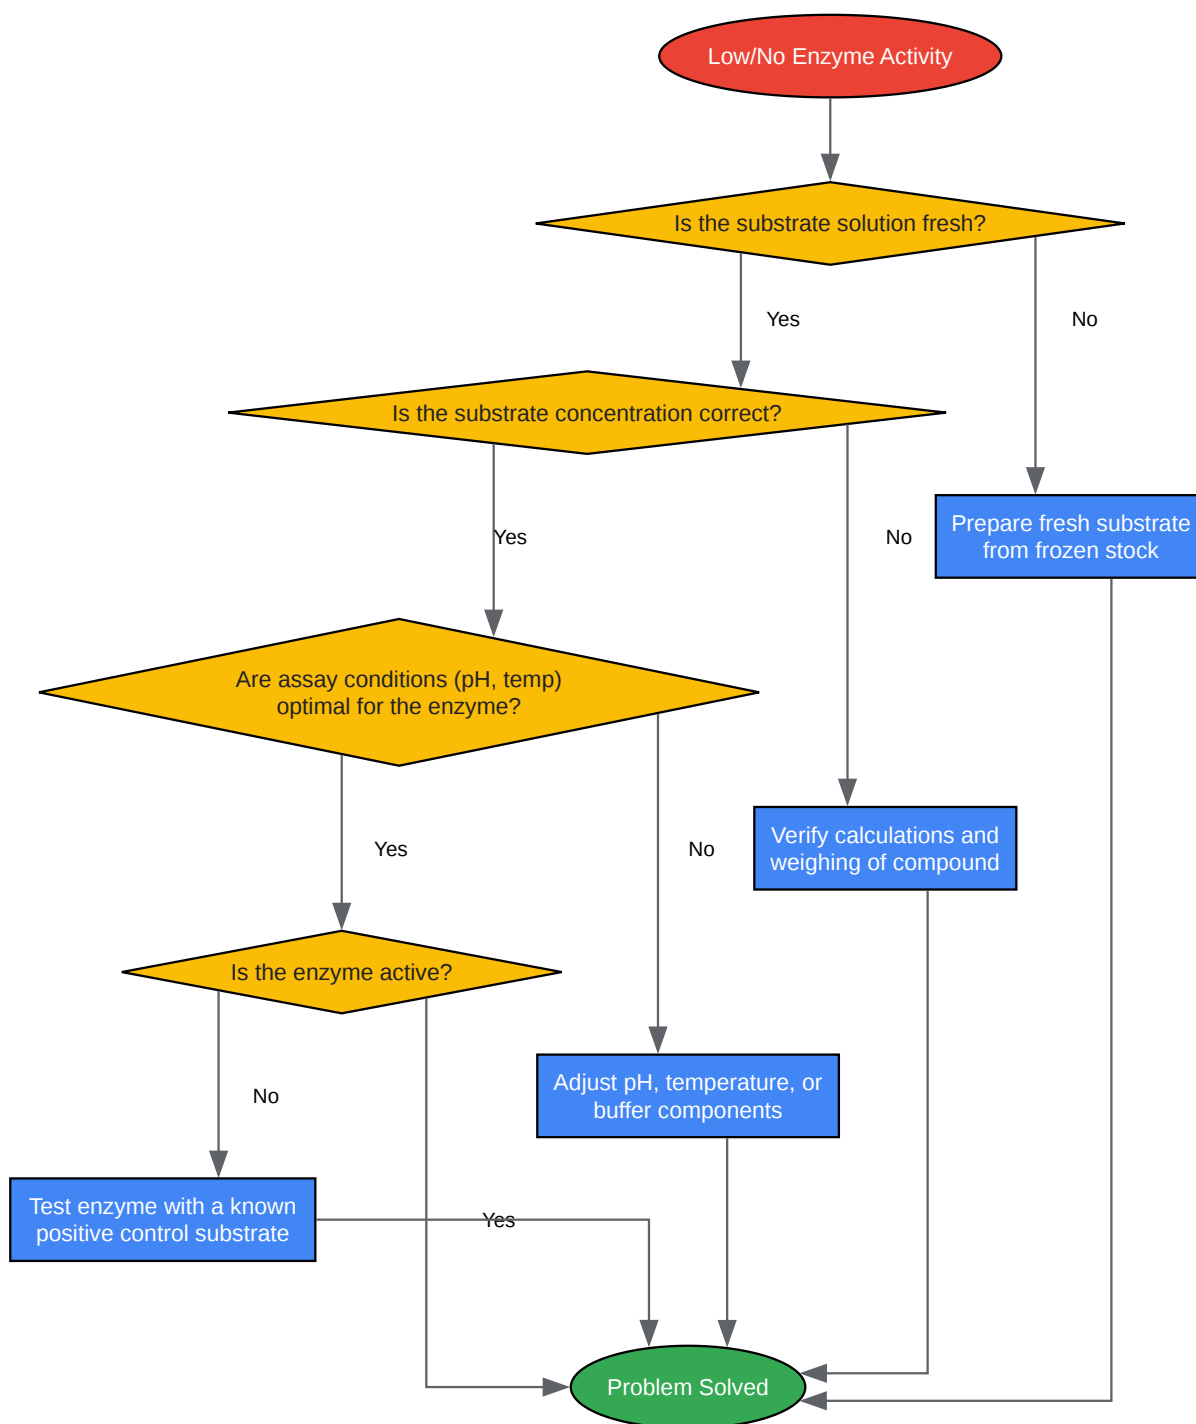 Low/No Enzyme Activity
Is the substrate solution fresh?
Yes
No
Is the substrate concentration correct?
Yes
No
Prepare fresh substrate
from frozen stock
Are assay conditions (pH, temp)
optimal for the enzyme?
Yes
No
Verify calculations and
weighing of compound
Is the enzyme active?
No
Adjust pH, temperature, or
buffer components
Test enzyme with a known
positive control substrate
Yes
Problem Solved